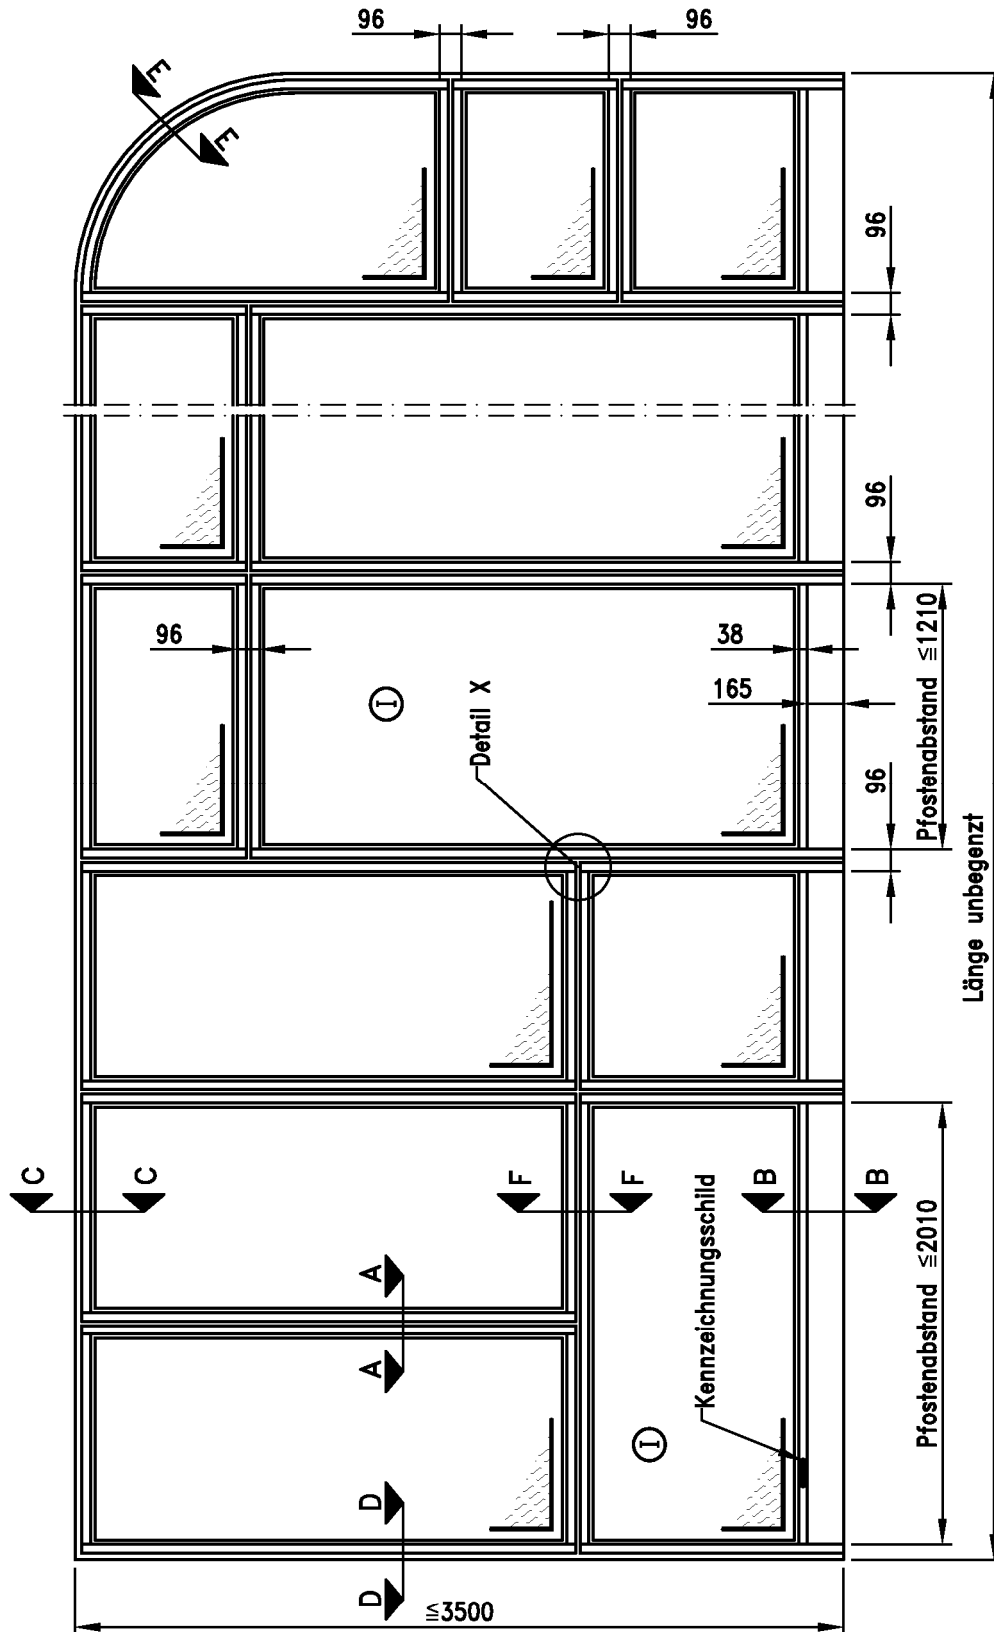 96
96
E
E
96
96
96
38
165
Pfostenabstand ≤1210
I
Detail X
96
Länge unbegenzt
C
C
F
F
B
B
A
A
Kennzeichnungsschild
Pfostenabstand ≤2010
I
D
D
≦3500